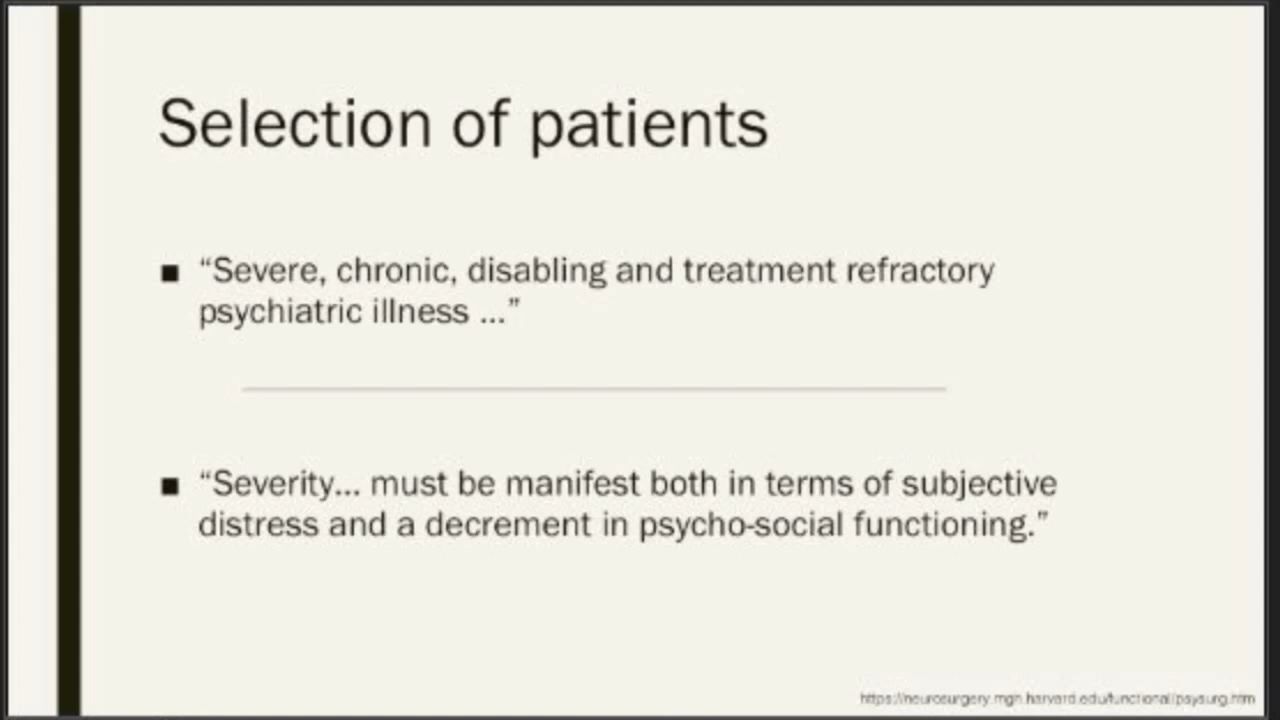 Selection of patients
■ “Severe, chronic, disabling and treatment refractory
psychiatric illness ...”
■ “Severity... must be manifest both in terms of subjective
distress and a decrement in psycho-social functioning.”
https://neurosurgery.mgh.harvard.edu/functional/psysurg.htm